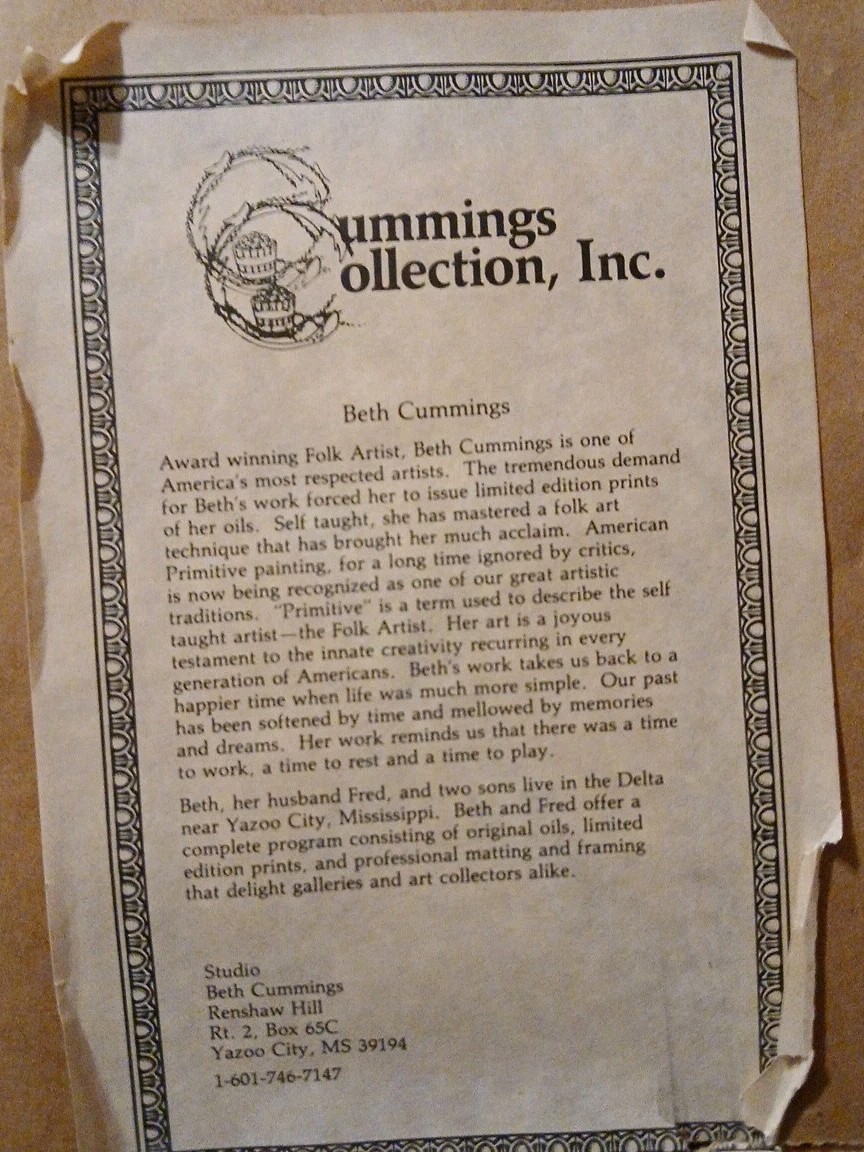 Cummings
Collection, Inc.
Beth Cummings
Award winning Folk Artist, Beth Cummings is one of
America's most respected artists. The tremendous demand
for Beth's work forced her to issue limited edition prints
of her oils. Self taught, she has mastered a folk art
technique that has brought her much acclaim. American
Primitive painting, for a long time ignored by critics,
is now being recognized as one of our great artistic
traditions. "Primitive" is a term used to describe the self
taught artist—the Folk Artist. Her art is a joyous
testament to the innate creativity recurring in every
generation of Americans. Beth's work takes us back to a
happier time when life was much more simple. Our past
has been softened by time and mellowed by memories
and dreams. Her work reminds us that there was a time
to work, a time to rest and a time to play.
Beth, her husband Fred, and two sons live in the Delta
near Yazoo City, Mississippi. Beth and Fred offer a
complete program consisting of original oils, limited
edition prints, and professional matting and framing
that delight galleries and art collectors alike.
Studio
Beth Cummings
Renshaw Hill
Rt. 2, Box 65C
Yazoo City, MS 39194
1-601-746-7147